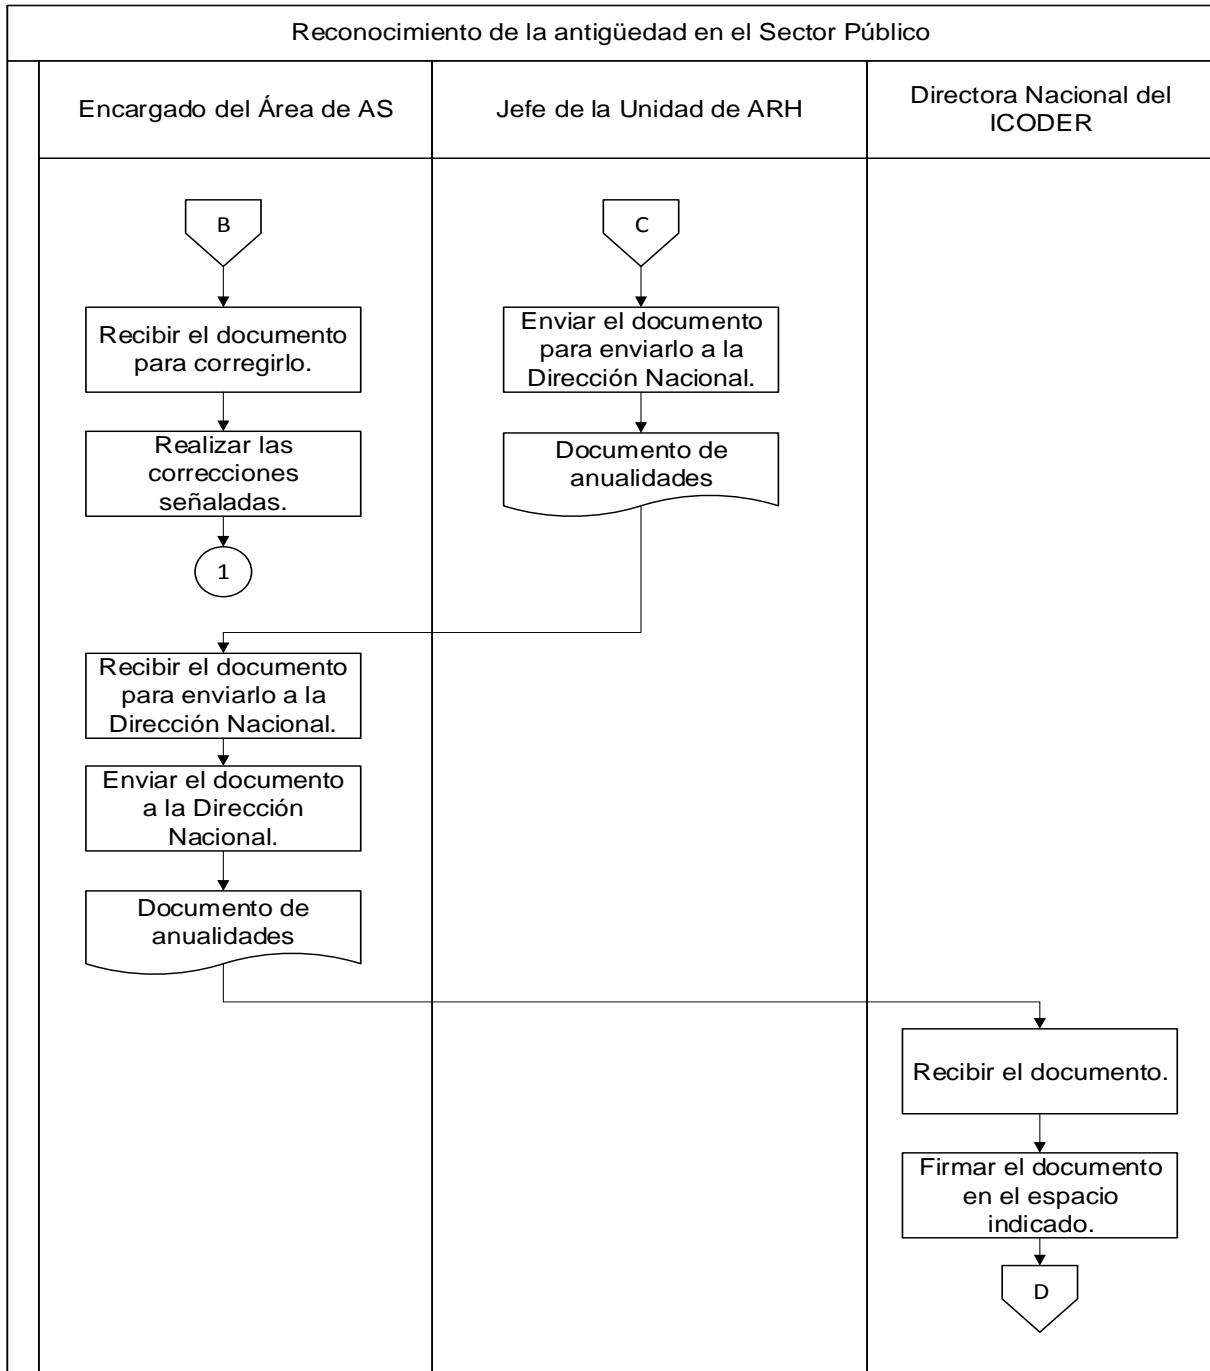 Reconocimiento de la antigüedad en el Sector Público
Encargado del Área de AS
Jefe de la Unidad de ARH
Directora Nacional del
ICODER
B
Recibir el documento
para corregirlo.
Realizar las
correcciones
señaladas.
1
C
Enviar el documento
para enviarlo a la
Dirección Nacional.
Documento de
anualidades
Recibir el documento
para enviarlo a la
Dirección Nacional.
Enviar el documento
a la Dirección
Nacional.
Documento de
anualidades
Recibir el documento.
Firmar el documento
en el espacio
indicado.
D